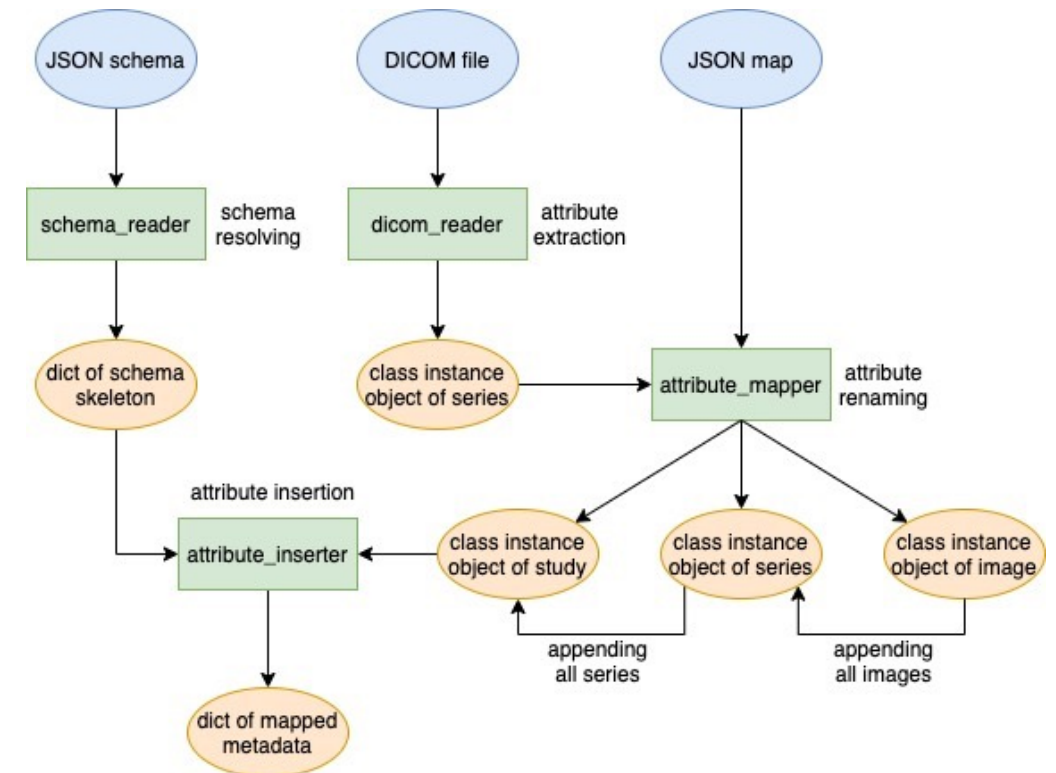 JSON schema
DICOM file
JSON map
schema_reader
schema
resolving
dicom_reader
attribute
extraction
dict of schema
skeleton
class instance
object of series
attribute_mapper
attribute
renaming
attribute insertion
attribute_inserter
class instance
object of study
class instance
object of series
class instance
object of image
appending
all series
appending
all images
dict of mapped
metadata